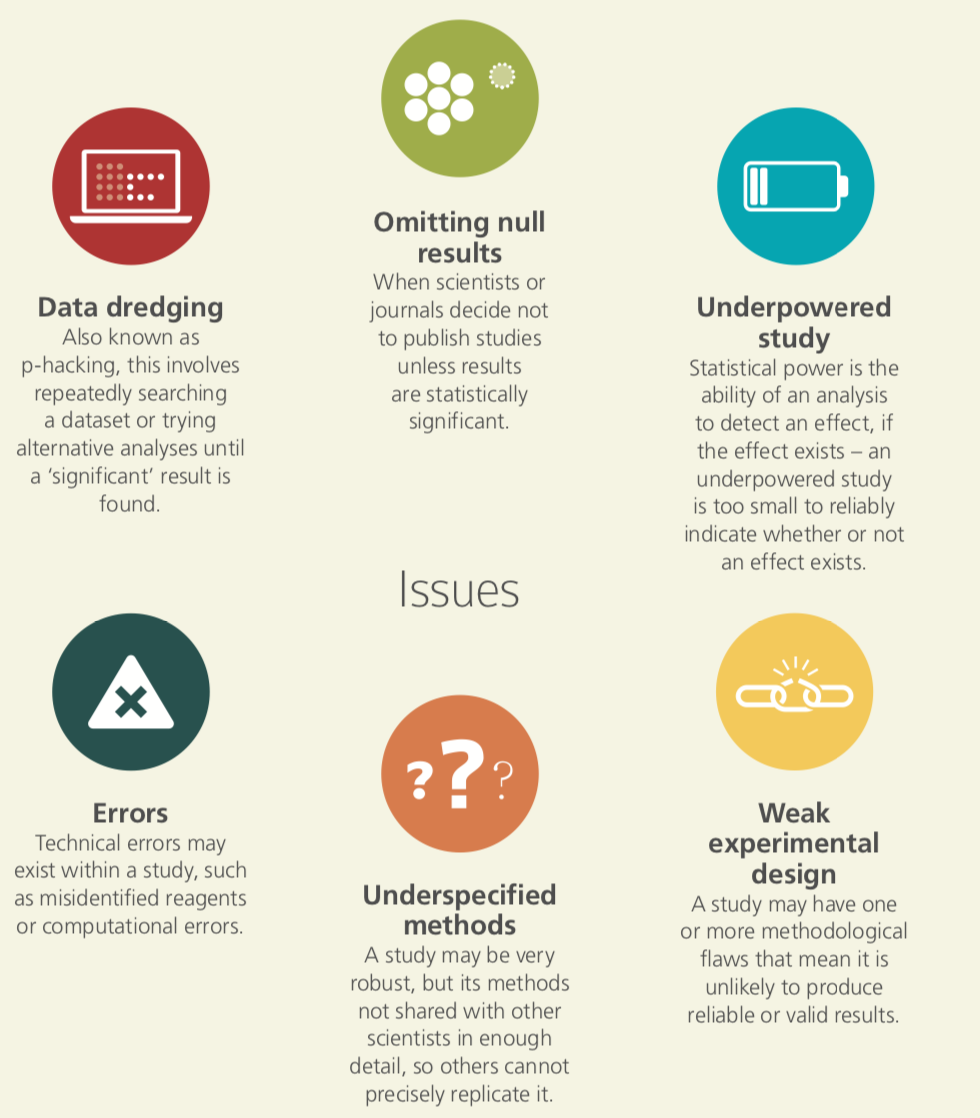 Data dredging
Also known as
p-hacking, this involves
repeatedly searching
a dataset or trying
alternative analyses until
a ‘significant’ result is
found.
Omitting null
results
When scientists or
journals decide not
to publish studies
unless results
are statistically
significant.
Underpowered
study
Statistical power is the
ability of an analysis
to detect an effect, if
the effect exists – an
underpowered study
is too small to reliably
indicate whether or not
an effect exists.
Issues
Errors
Technical errors may
exist within a study, such
as misidentified reagents
or computational errors.
???
Underspecified
methods
A study may be very
robust, but its methods
not shared with other
scientists in enough
detail, so others cannot
precisely replicate it.
Weak
experimental
design
A study may have one
or more methodological
flaws that mean it is
unlikely to produce
reliable or valid results.